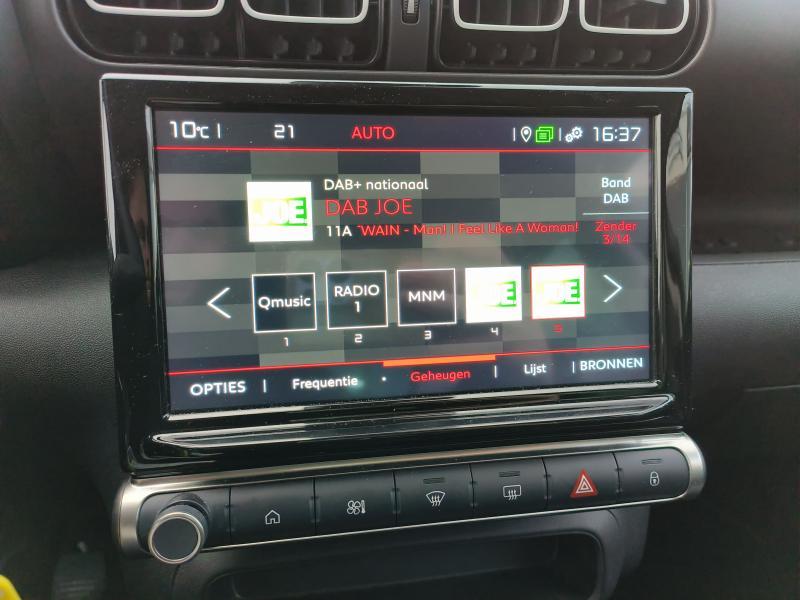 10°C | 21 AUTO 16:37
DAB+ nationaal
DAB JOE
11A WAIN - Man! I Feel Like A Woman!
Band
DAB
Zender
3/14
JOE
Qmusic
RADIO
1
MNM
JOE
JOE
1 2 3 4 5
OPTIES | Frequentie • Geheugen | Lijst | BRONNEN